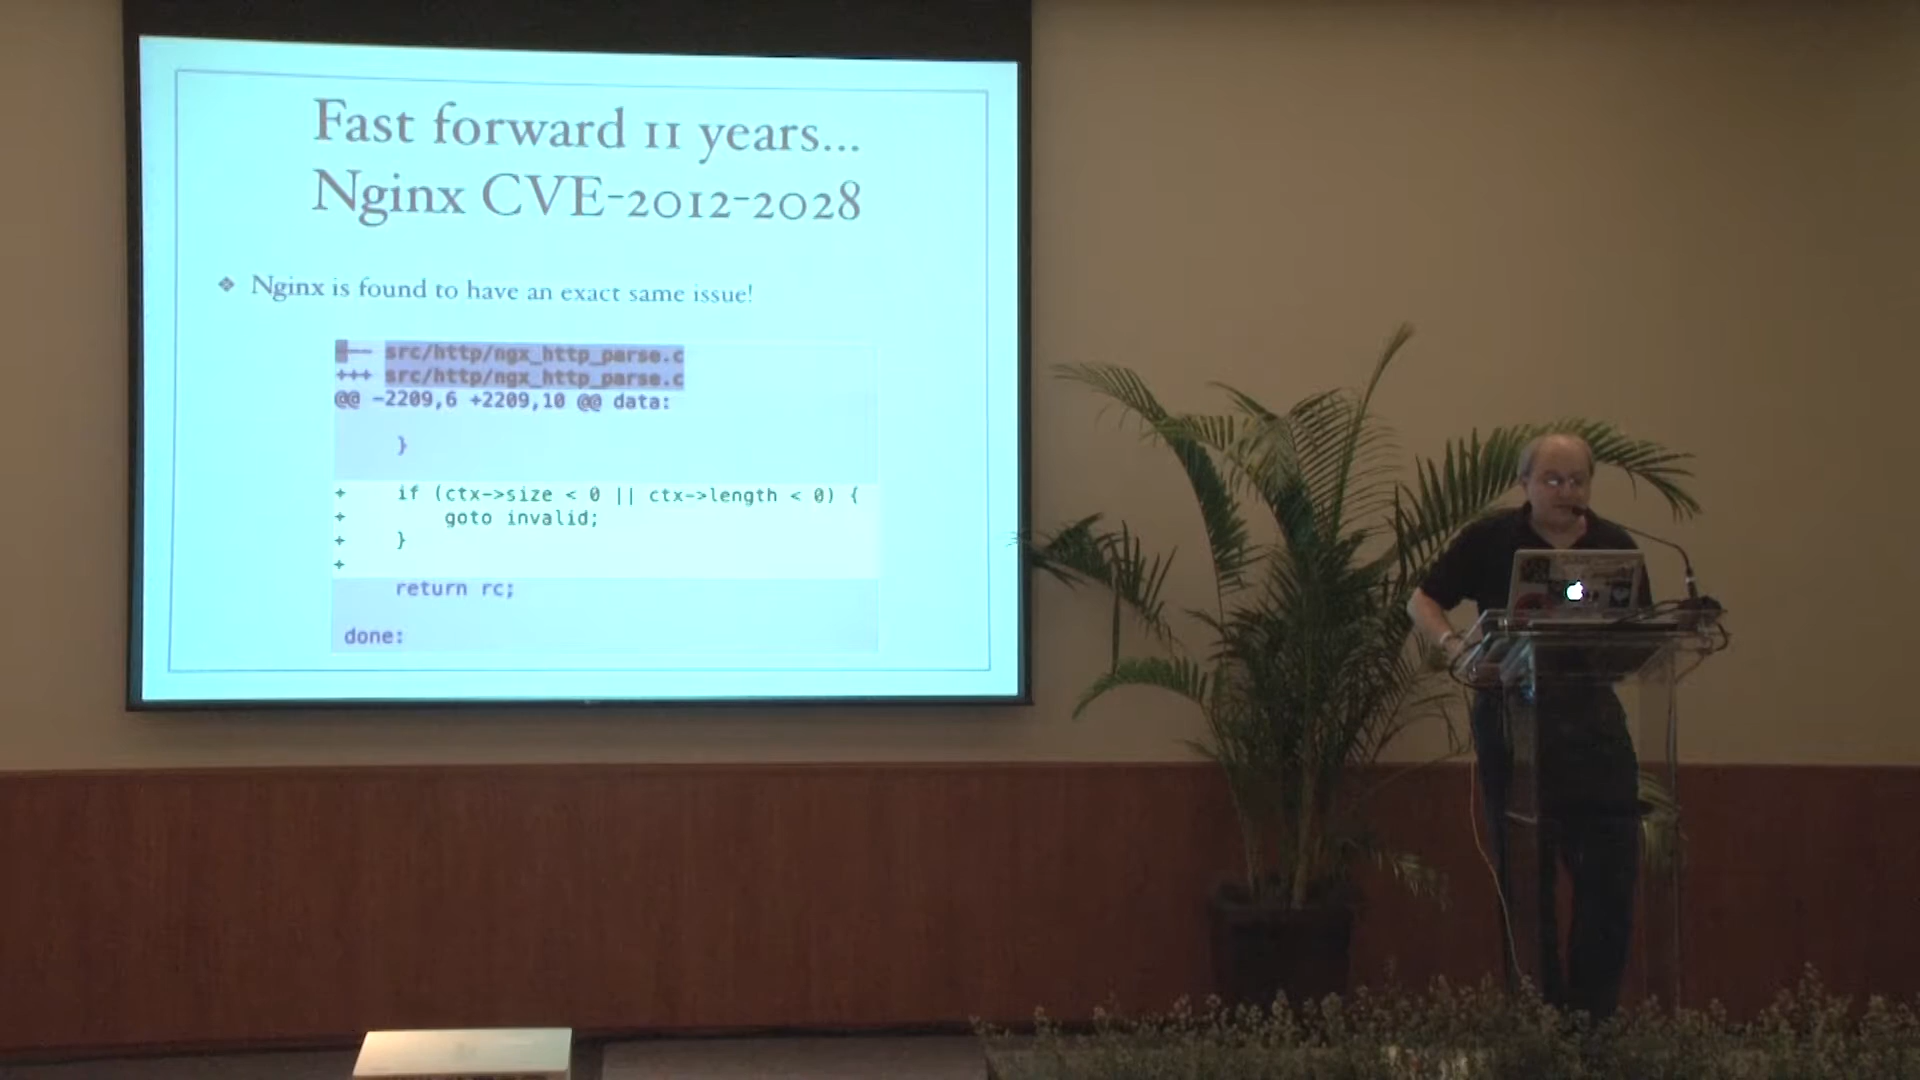 Fast forward 11 years...
Nginx CVE-2012-2028
❖ Nginx is found to have an exact same issue!
--- src/http/ngx_http_parse.c
+++ src/http/ngx_http_parse.c
@@ -2209,6 +2209,10 @@ data:
}
+ if (ctx->size < 0 || ctx->length < 0) {
+ goto invalid;
+ }
+
return rc;
done: